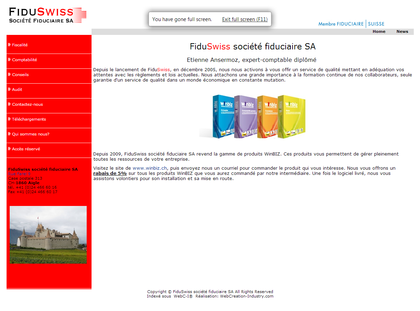 FIDUSWISS
SOCIÉTÉ FIDUCIAIRE SA
You have gone full screen. Exit full screen (F11)
Membre FIDUCIAIRE | SUISSE
Home News
Fiscalité
Comptabilité
Conseils
Audit
Contactez-nous
Téléchargements
Qui sommes nous?
Accès réservé
FiduSwiss société fiduciaire SA
FiduSwiss société fiduciaire SA
Etienne Ansermoz, expert-comptable diplômé
Depuis le lancement de FiduSwiss, en décembre 2005, nous nous activons à vous offrir un service de qualité mettant en adéquation vos
attentes avec les règlements et lois actuelles. Nous attachons une grande importance à la formation continue de nos collaborateurs, seule
garantie d'un service de qualité dans un monde économique en constante mutation.
Depuis 2009, FiduSwiss société fiduciaire SA revend la gamme de produits WinBIZ. Ces produits vous permettent de gérer pleinement
toutes les ressources de votre entreprise.
Visitez le site de www.winbiz.ch, puis envoyez nous un courriel pour commander le produit qui vous intéresse. Nous vous offrons un
rabais de 5% sur tous les produits WinBIZ que vous aurez commandé par notre intermédiaire. Une fois le logiciel livré, nous vous
assistons volontiers pour son installation et sa mise en route.
Copyright © FiduSwiss société fiduciaire SA All Rights Reserved
Indexé sous WebiC-I® Réalisation: WebCreation-Industry.com